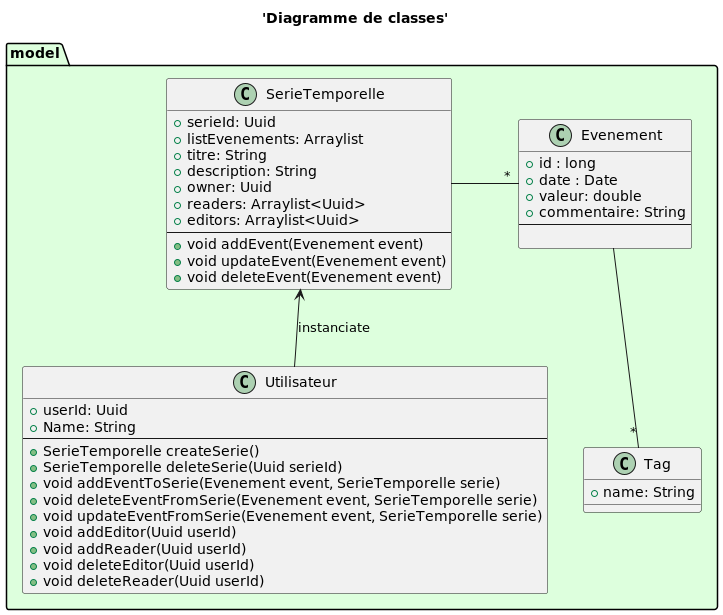 'Diagramme de classes'
model
C SerieTemporelle
serieId: Uuid
listEvenements: Arraylist
titre: String
description: String
owner: Uuid
readers: Arraylist<Uuid>
editors: Arraylist<Uuid>
void addEvent(Evenement event)
void updateEvent(Evenement event)
void deleteEvent(Evenement event)
*
C Evenement
id : long
date : Date
valeur: double
commentaire: String
instanciate
C Utilisateur
userId: Uuid
Name: String
SerieTemporelle createSerie()
SerieTemporelle deleteSerie(Uuid serieId)
void addEventToSerie(Evenement event, SerieTemporelle serie)
void deleteEventFromSerie(Evenement event, SerieTemporelle serie)
void updateEventFromSerie(Evenement event, SerieTemporelle serie)
void addEditor(Uuid userId)
void addReader(Uuid userId)
void deleteEditor(Uuid userId)
void deleteReader(Uuid userId)
*
C Tag
name: String